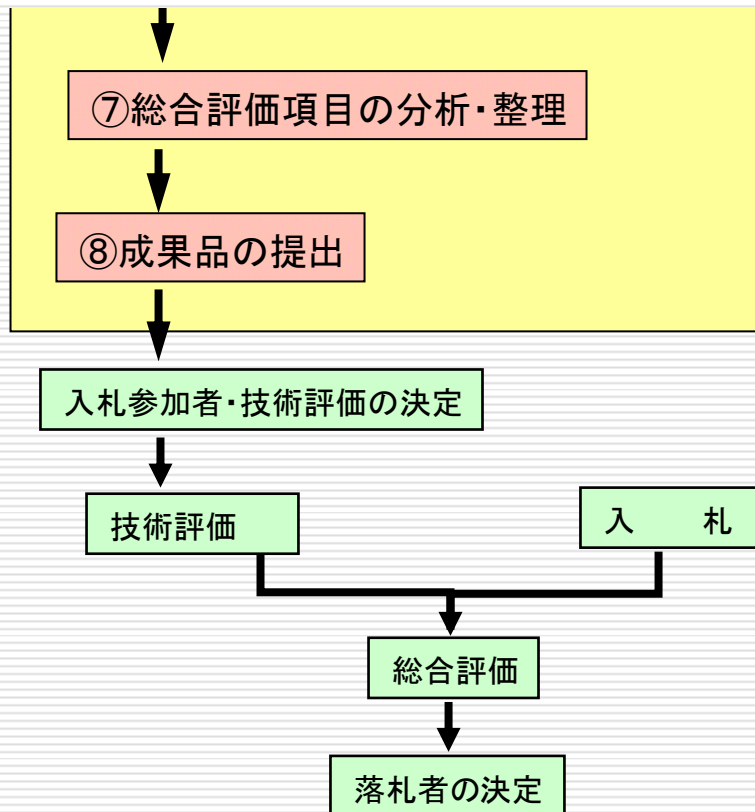 ⑦総合評価項目の分析・整理
⑧成果品の提出
入札参加者・技術評価の決定
技術評価
入　　札
総合評価
落札者の決定